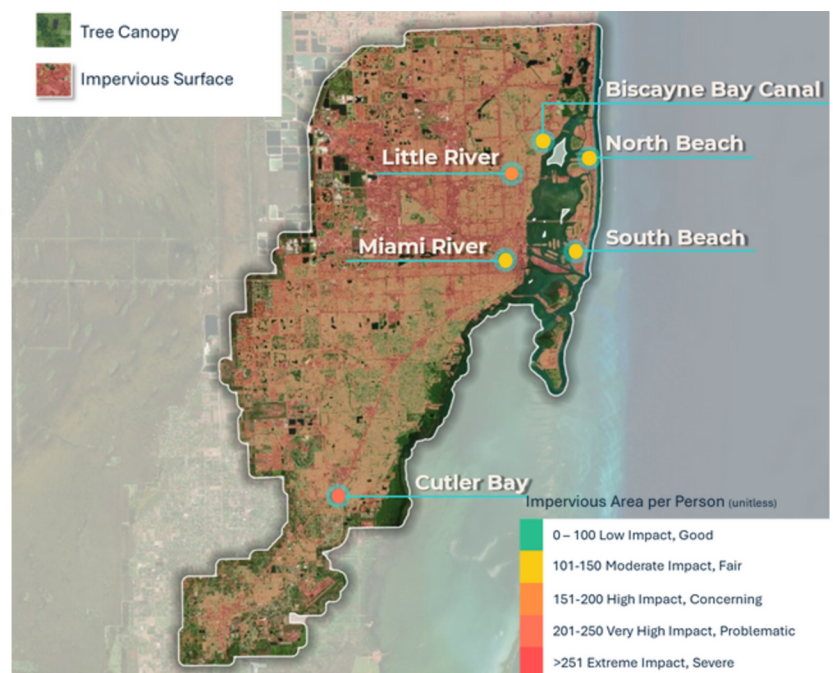 Tree Canopy
Impervious Surface
Biscayne Bay Canal
North Beach
Little River
South Beach
Miami River
Cutler Bay
Impervious Area per Person (unitless)
0 – 100 Low Impact, Good
101-150 Moderate Impact, Fair
151-200 High Impact, Concerning
201-250 Very High Impact, Problematic
>251 Extreme Impact, Severe